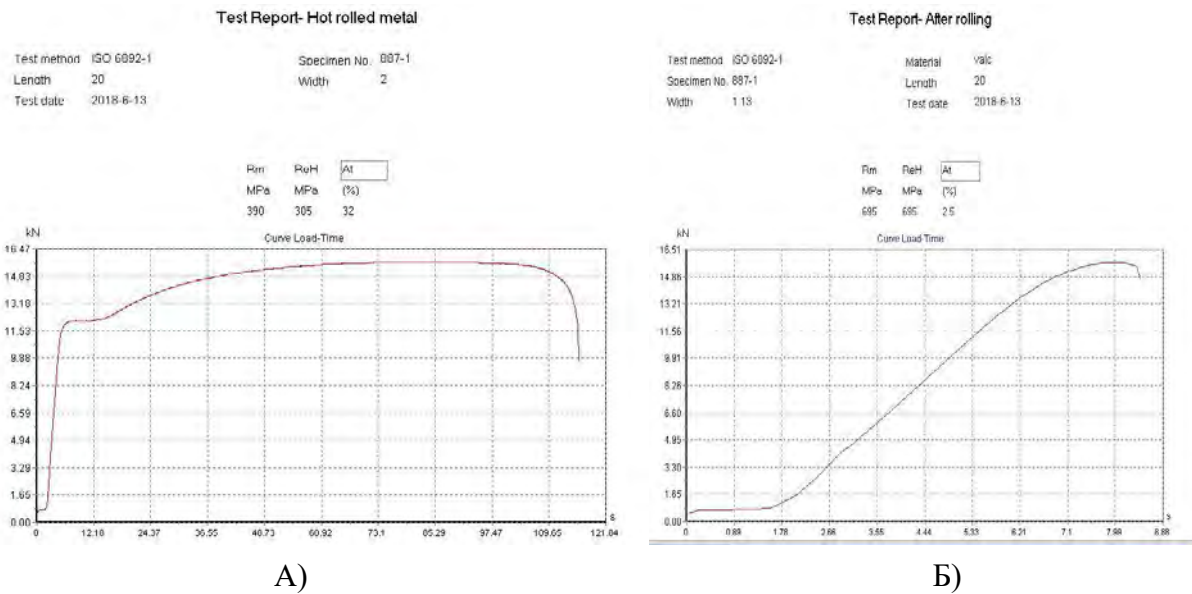 Test Report- Hot rolled metal
Test method ISO 6892-1 Specimen No. 887-1
Length 20 Width 2
Test date 2018-6-13
Rm ReH At
MPa MPa (%)
390 305 32
kN Curve Load-Time
16.47
14.83
13.18
11.53
9.88
8.24
6.59
4.94
3.29
1.65
0.00
12.18 24.37 36.55 48.73 60.92 73.1 85.29 97.47 109.65 121.84
s
А)
Test Report- After rolling
Test method ISO 6892-1 Material valc
Specimen No. 887-1 Length 20
Width 1.13 Test date 2018-6-13
Rm ReH At
MPa MPa (%)
695 695 2.5
kN Curve Load-Time
16.51
14.86
13.21
11.56
9.91
8.26
6.60
4.95
3.30
1.65
0.00
0.89 1.78 2.66 3.55 4.44 5.33 6.21 7.1 7.99 8.88
s
Б)